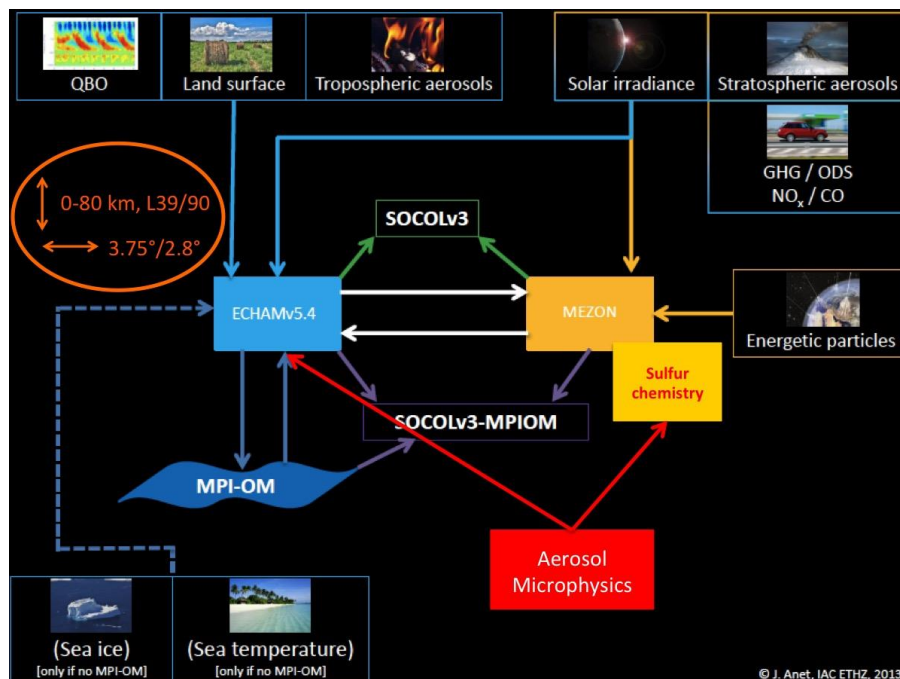 QBO
Land surface
Tropospheric aerosols
Solar irradiance
Stratospheric aerosols
GHG / ODS
NOx / CO
0-80 km, L39/90
3.75°/2.8°
SOCOLv3
ECHAMv5.4
MEZON
Energetic particles
Sulfur
chemistry
SOCOLv3-MPIOM
MPI-OM
Aerosol
Microphysics
(Sea ice)
[only if no MPI-OM]
(Sea temperature)
[only if no MPI-OM]
© J. Anet, IAC ETHZ, 2013